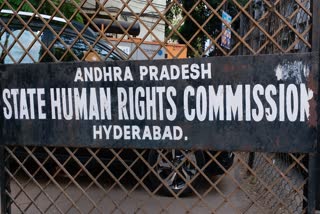 ANDHRA PRADESH
STATE HUMAN RIGHTS COMMISSION
HYDERABAD.